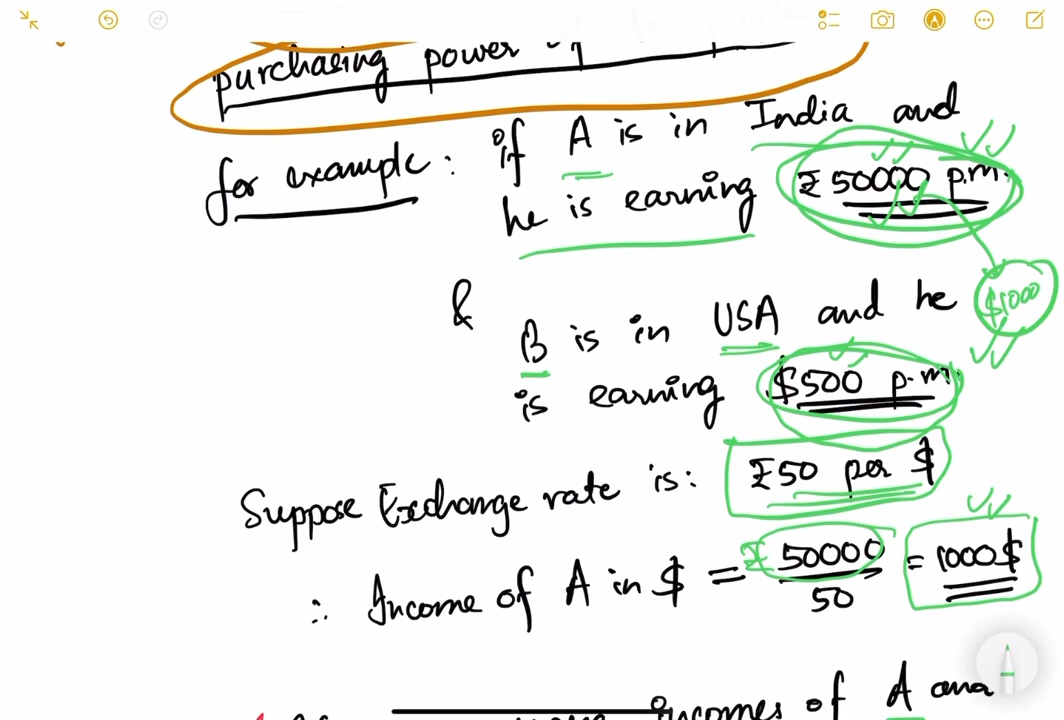 purchasing power
for example : if A is in India and
he is earning ₹ 50000 p.m.
$1000
& B is in USA and he
is earning $500 p.m.
Suppose Exchange rate is: ₹50 per $
∴ Income of A in $ = ₹ 50000 / 50 = 1000$
incomes of A and